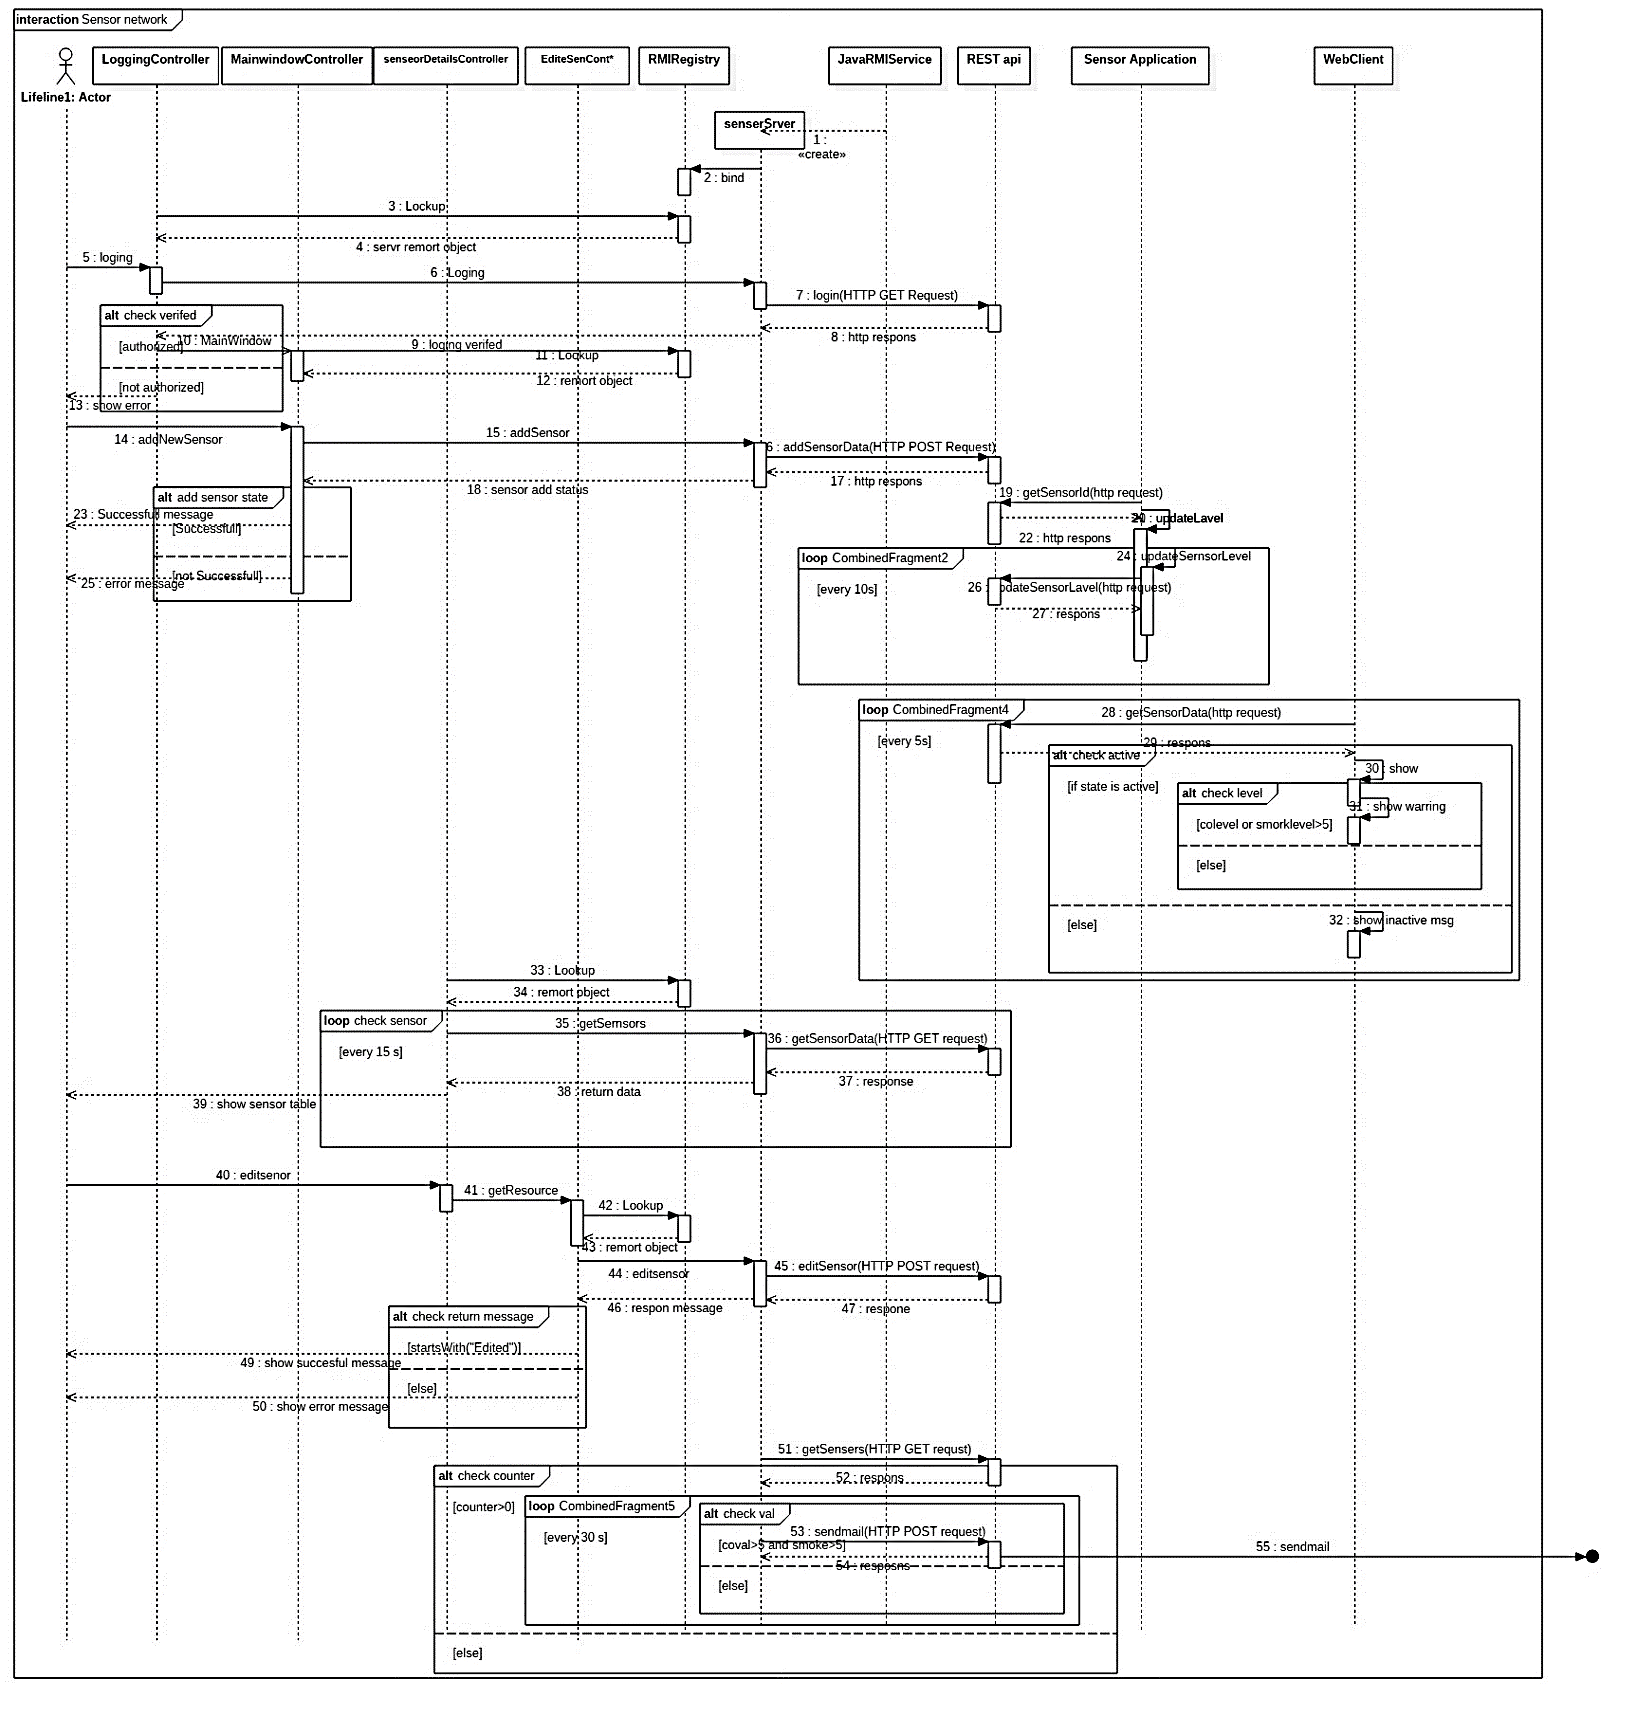 interaction Sensor network
LoggingController
MainwindowController
senseorDetailsController
EditeSenCont*
RMIRegistry
JavaRMIService
REST api
Sensor Application
WebClient
Lifeline1: Actor
senserSrver
1 :
«create»
2 : bind
3 : Lockup
4 : servr remort object
5 : loging
6 : Loging
7 : login(HTTP GET Request)
alt check verifed
8 : http respons
[authorized]
10 : MainWindow
9 : loging verifed
11 : Lookup
12 : remort object
[not authorized]
13 : show error
14 : addNewSensor
15 : addSensor
6 : addSensorData(HTTP POST Request)
17 : http respons
18 : sensor add status
19 : getSensorId(http request)
alt add sensor state
23 : Successfull message
[Successfull]
: updateLavel
22 : http respons
24 : updateSernsorLevel
loop CombinedFragment2
[every 10s]
[not Successfull]
25 : error message
26 : updateSensorLavel(http request)
27 : respons
loop CombinedFragment4
28 : getSensorData(http request)
[every 5s]
29 : respons
alt check active
30 : show
[if state is active]
alt check level
31 : show warring
[colevel or smorklevel>5]
[else]
[else]
32 : show inactive msg
33 : Lookup
34 : remort object
loop check sensor
35 : getSernsors
36 : getSensorData(HTTP GET request)
[every 15 s]
37 : response
38 : return data
39 : show sensor table
40 : editsenor
41 : getResource
42 : Lookup
43 : remort object
44 : editsensor
45 : editSensor(HTTP POST request)
46 : respon message
47 : respone
alt check return message
[startsWith("Edited")]
49 : show succesful message
[else]
50 : show error message
51 : getSensers(HTTP GET requst)
alt check counter
52 : respons
[counter>0]
loop CombinedFragment5
alt check val
[every 30 s]
53 : sendmail(HTTP POST request)
[coval>5 and smoke>5]
55 : sendmail
54 : resposns
[else]
[else]